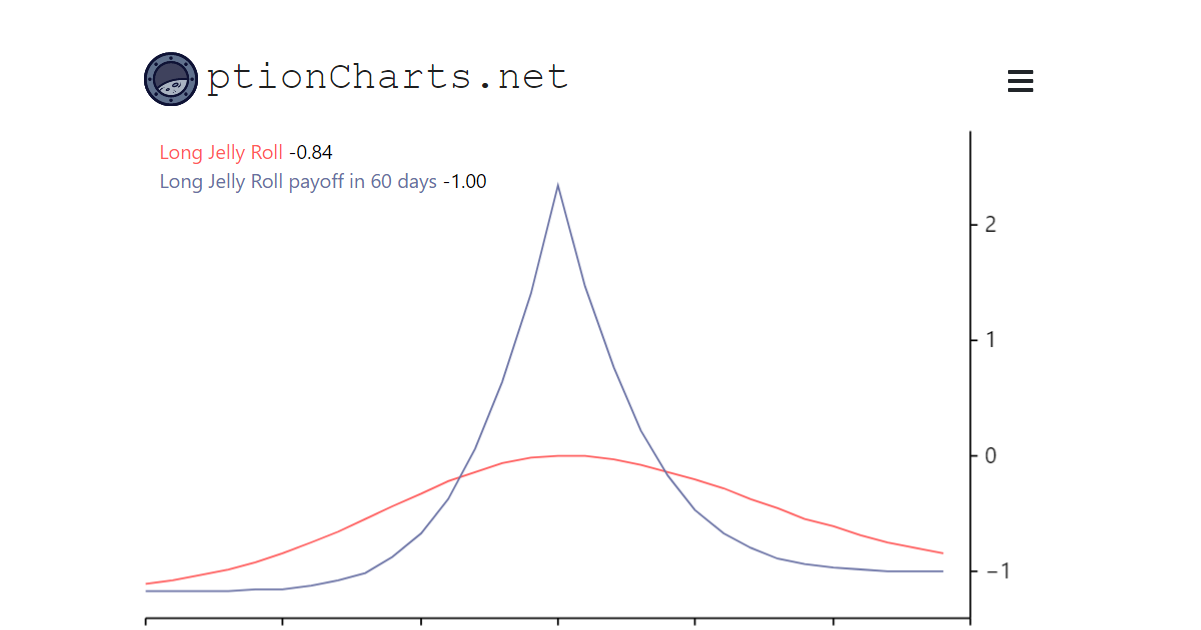 ptionCharts.net
Long Jelly Roll -0.84
Long Jelly Roll payoff in 60 days -1.00
2
1
0
−1